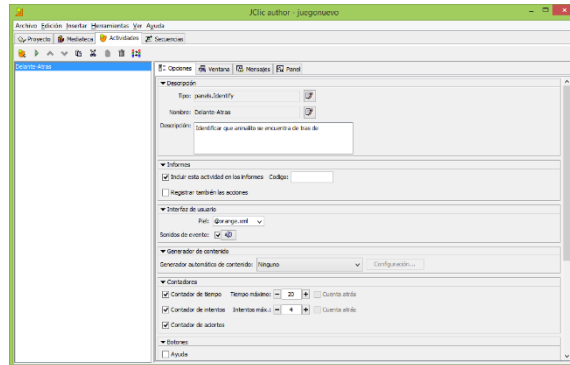 JClic author - juegonuevo
Archivo Edición Insertar Herramientas Ver Ayuda
Proyecto Mediateca Actividades Secuencias
Delante-Atras
Opciones Ventana Mensajes Panel
Descripción
Tipo: panels.Identify
Nombre: Delante-Atras
Descripción: Identificar que animalito se encuentra de tras de
Informes
Incluir esta actividad en los informes Código:
Registrar también las acciones
Interfaz de usuario
Piel: @orange.xml
Sonidos de evento:
Generador de contenido
Generador automático de contenido: Ninguno Configuración...
Contadores
Contador de tiempo Tiempo máximo: 20 Cuenta atrás
Contador de intentos Intentos máx.: 4 Cuenta atrás
Contador de aciertos
Botones
Ayuda